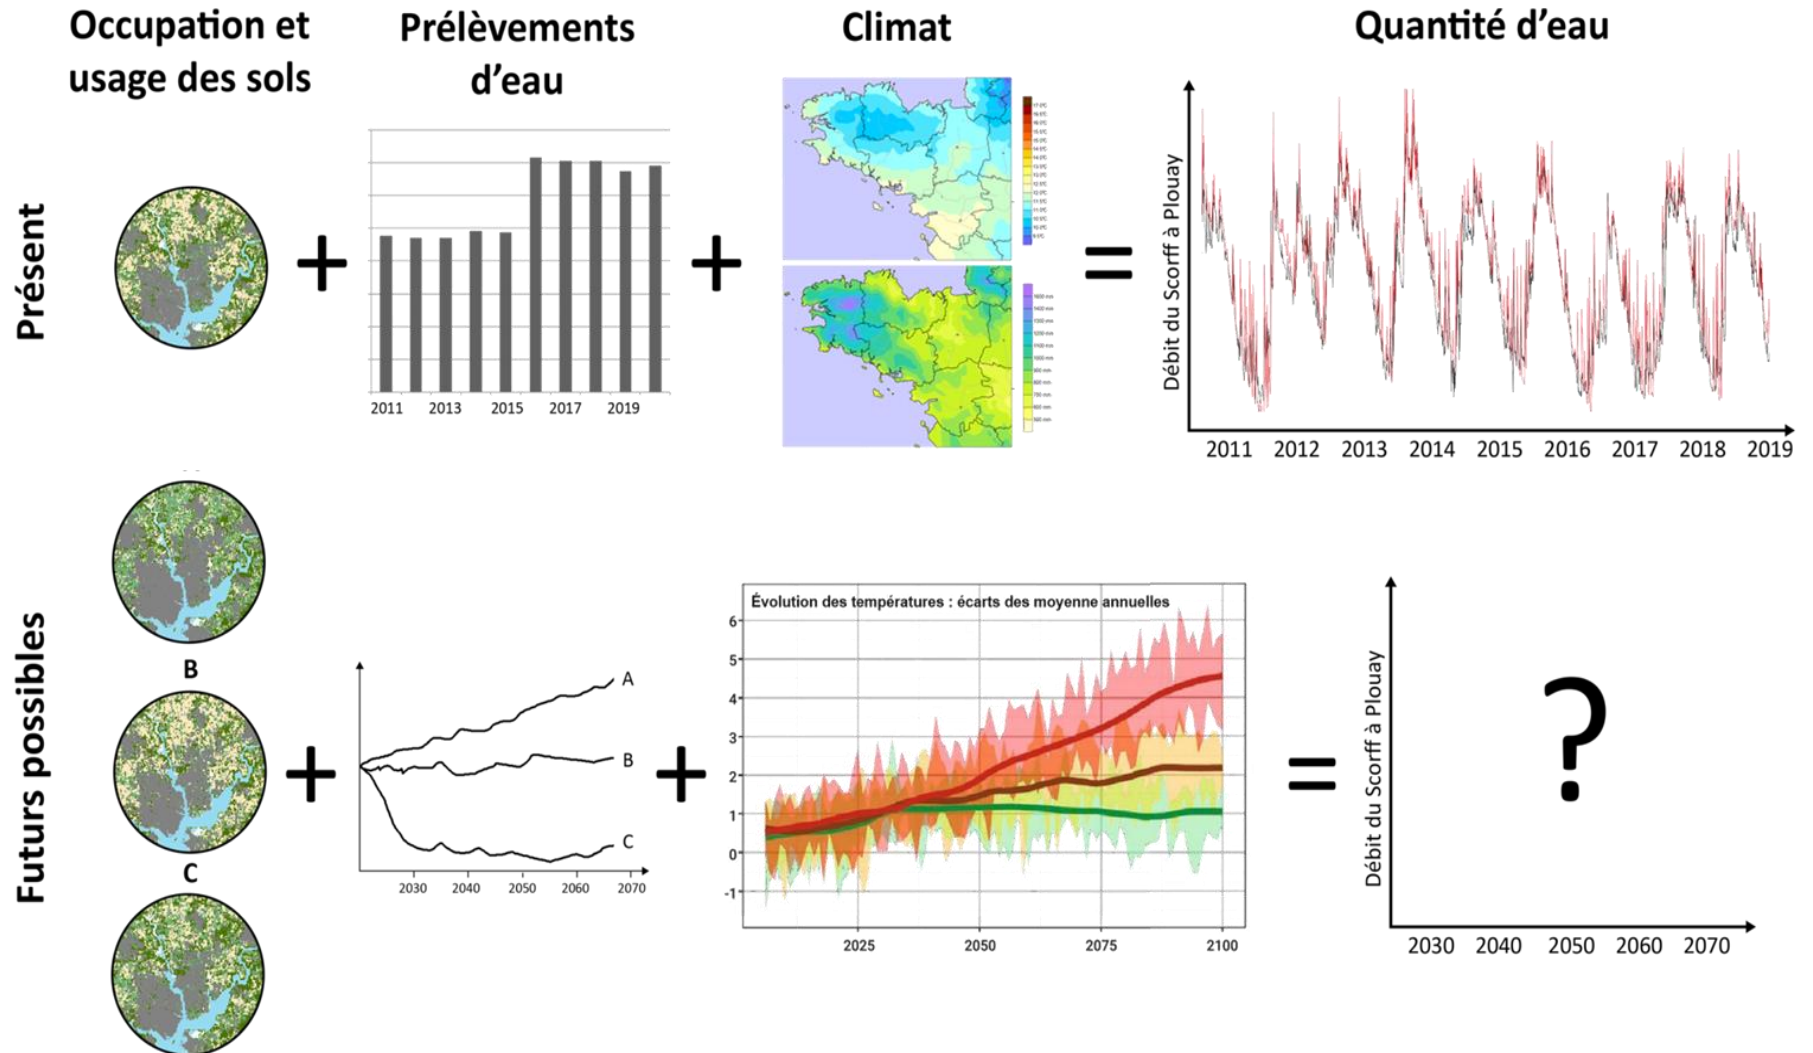 Occupation et
usage des sols
Prélèvements
d'eau
Climat
Quantité d'eau
Présent
+
+
=
2011 2013 2015 2017 2019
Débit du Scorff à Plouay
2011 2012 2013 2014 2015 2016 2017 2018 2019
Futurs possibles
B
C
+
A
B
C
2030 2040 2050 2060 2070
+
Évolution des températures : écarts des moyenne annuelles
6
5
4
3
2
1
0
-1
2025 2050 2075 2100
=
Débit du Scorff à Plouay
?
2030 2040 2050 2060 2070